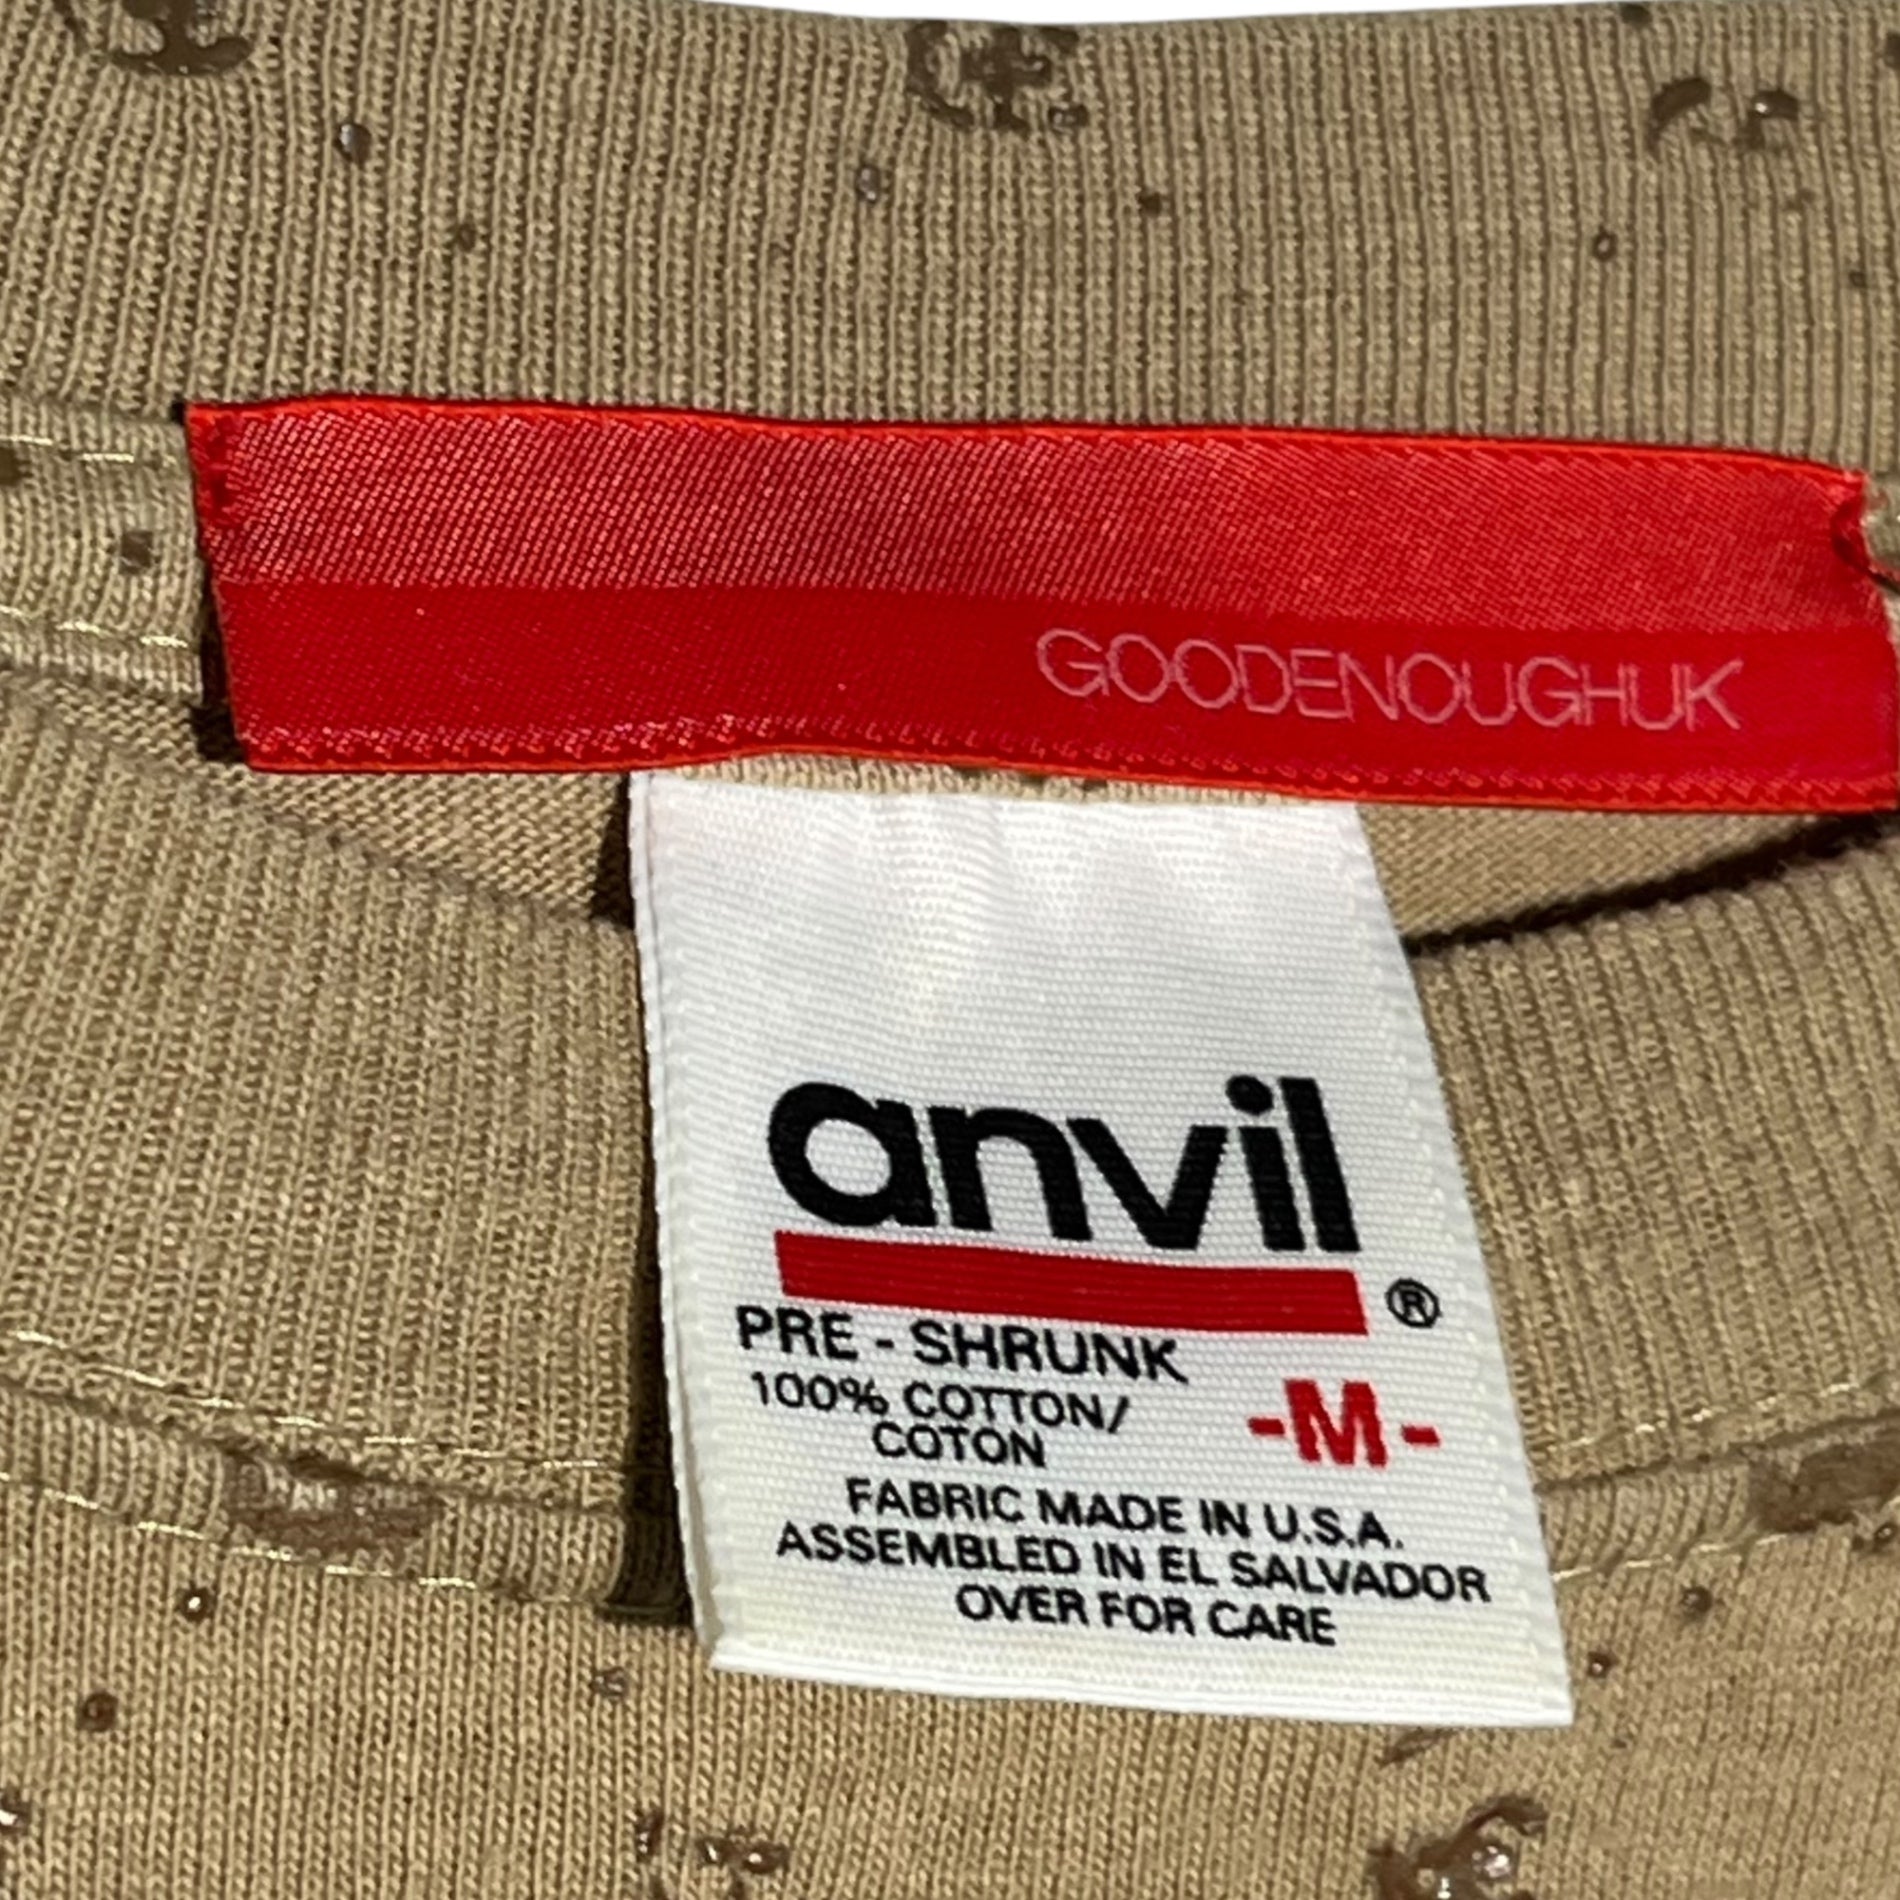 GOODENOUGHUK
anvil
®
PRE - SHRUNK
100% COTTON/
COTON
-M-
FABRIC MADE IN U.S.A.
ASSEMBLED IN EL SALVADOR
OVER FOR CARE